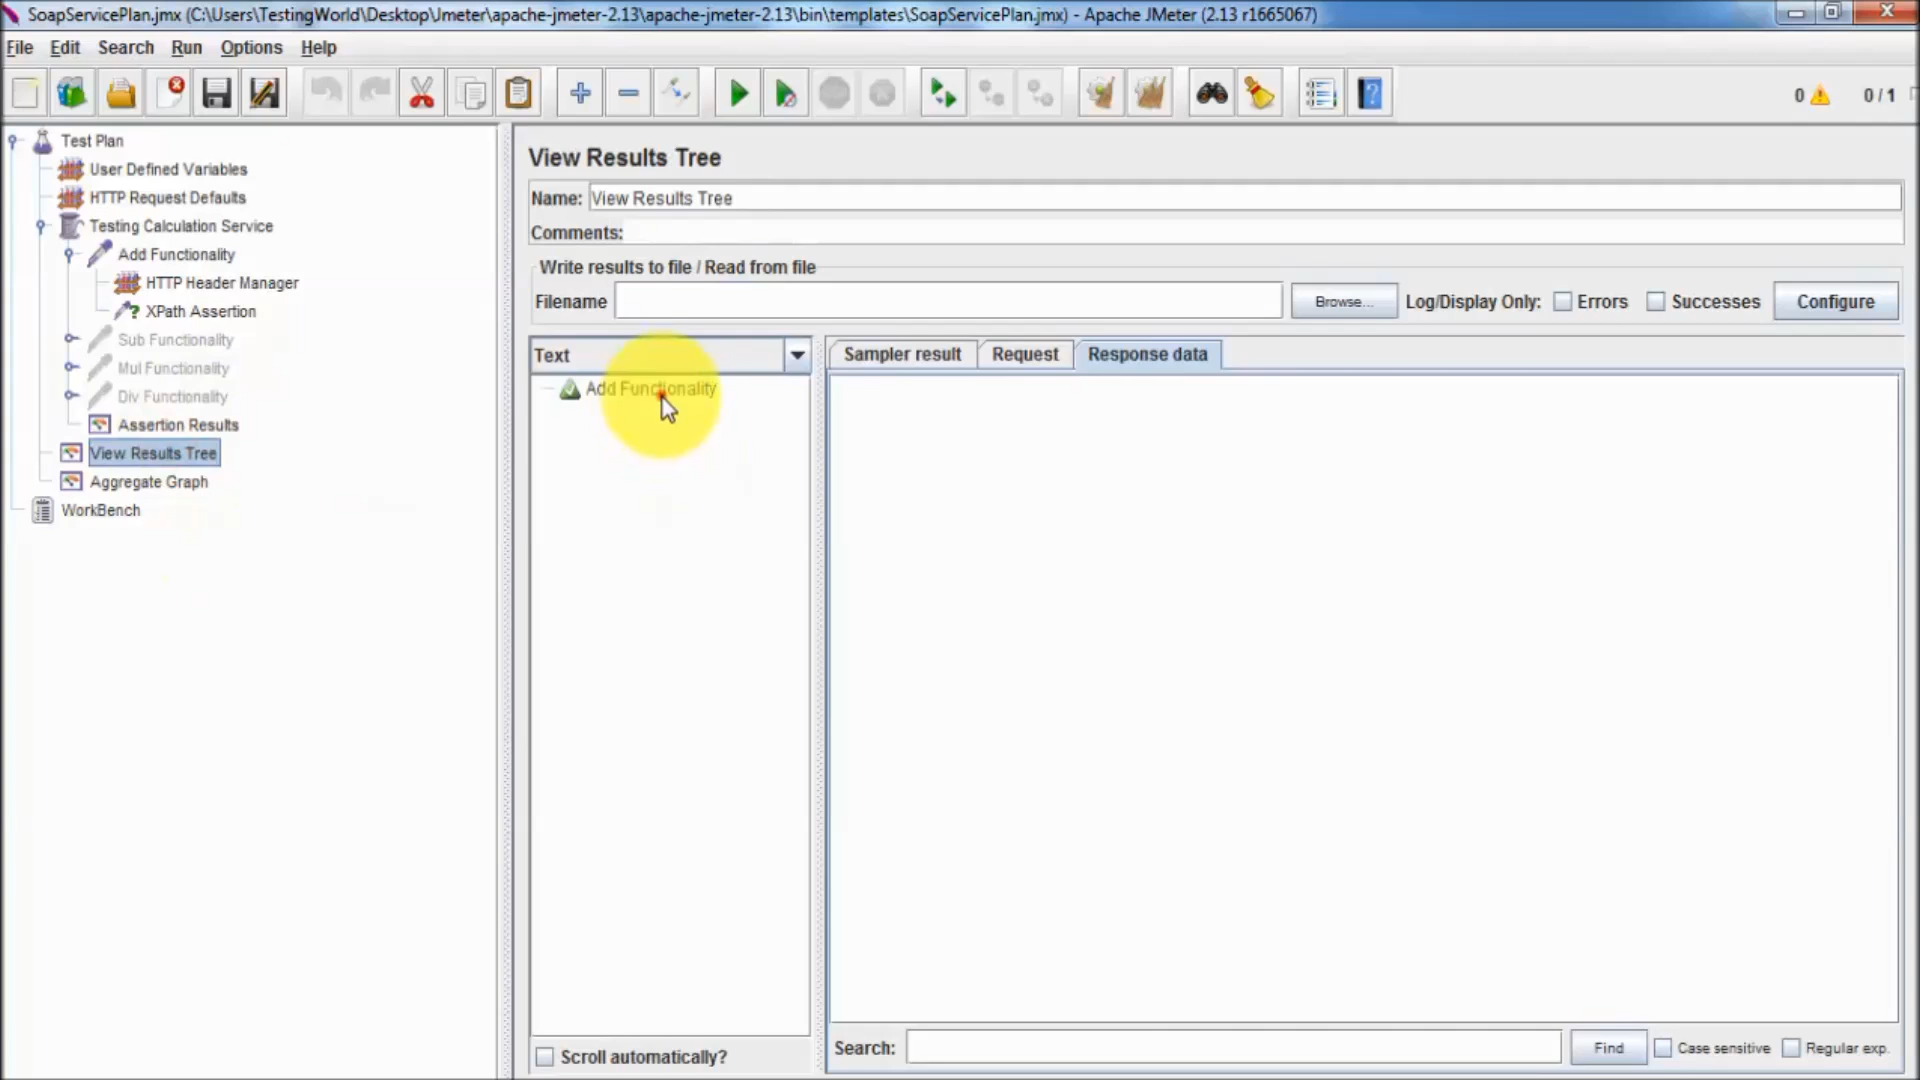 SoapServicePlan.jmx (C:\Users\TestingWorld\Desktop\Jmeter\apache-jmeter-2.13\apache-jmeter-2.13\bin\templates\SoapServicePlan.jmx) - Apache JMeter (2.13 r1665067)
File Edit Search Run Options Help
0 0 / 1
Test Plan
User Defined Variables
HTTP Request Defaults
Testing Calculation Service
Add Functionality
HTTP Header Manager
XPath Assertion
Sub Functionality
Mul Functionality
Div Functionality
Assertion Results
View Results Tree
Aggregate Graph
WorkBench
View Results Tree
Name: View Results Tree
Comments:
Write results to file / Read from file
Filename Browse... Log/Display Only: Errors Successes Configure
Text
Add Functionality
Scroll automatically?
Sampler result Request Response data
Search: Find Case sensitive Regular exp.